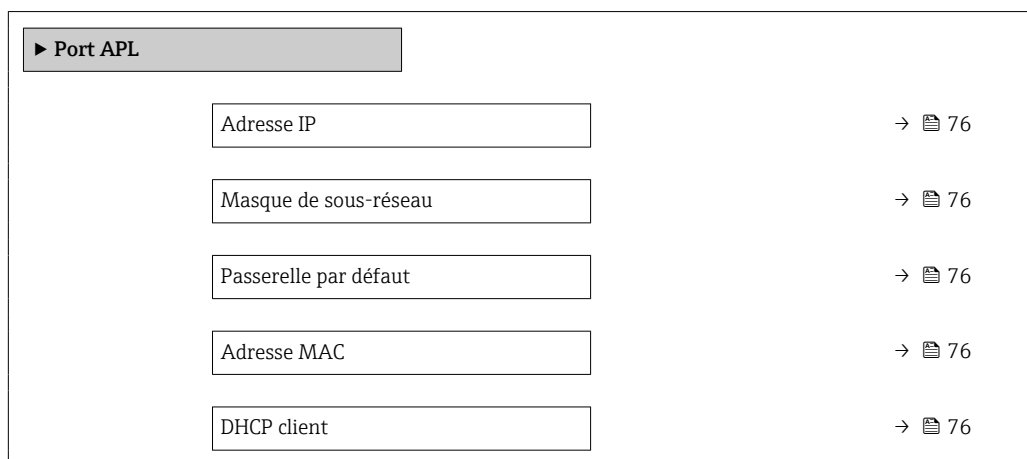 ▶ Port APL
Adresse IP → 76
Masque de sous-réseau → 76
Passerelle par défaut → 76
Adresse MAC → 76
DHCP client → 76